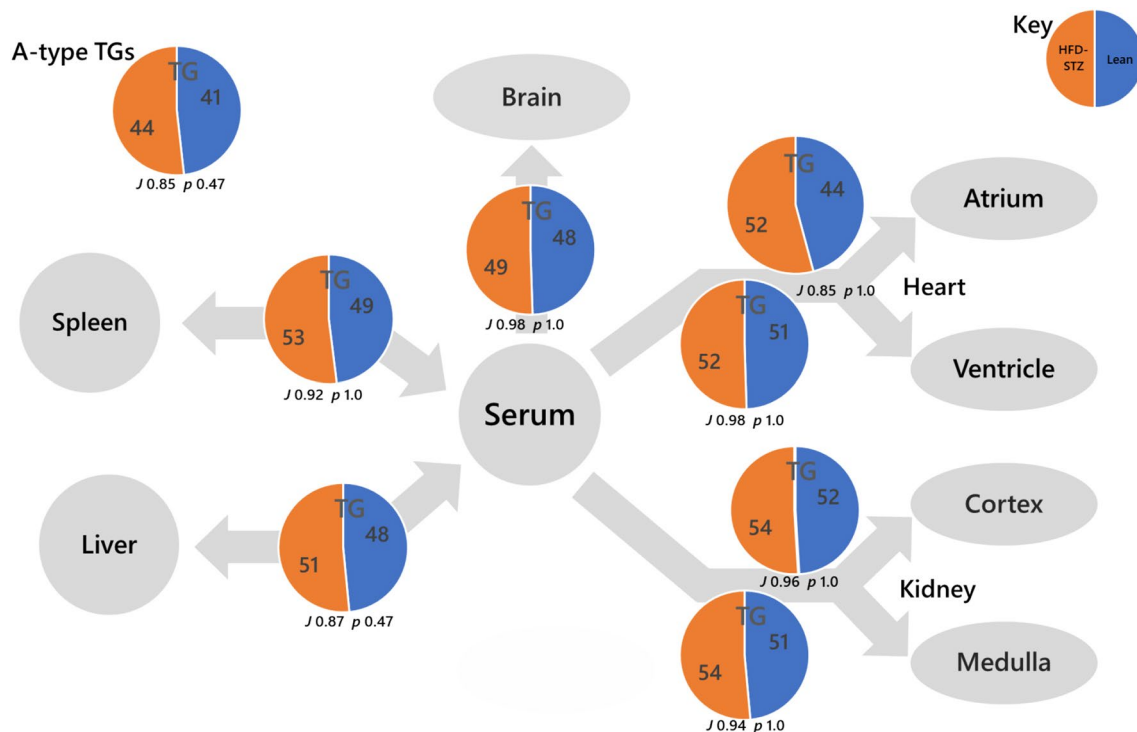 A-type TGs
TG
41
44
J 0.85 p 0.47
Key
HFD-
STZ
Lean
Brain
TG
48
49
J 0.98 p 1.0
TG
44
52
J 0.85 p 1.0
Atrium
Heart
TG
51
52
J 0.98 p 1.0
Ventricle
Spleen
TG
49
53
J 0.92 p 1.0
Serum
Liver
TG
48
51
J 0.87 p 0.47
TG
52
54
J 0.96 p 1.0
Cortex
Kidney
TG
51
54
J 0.94 p 1.0
Medulla